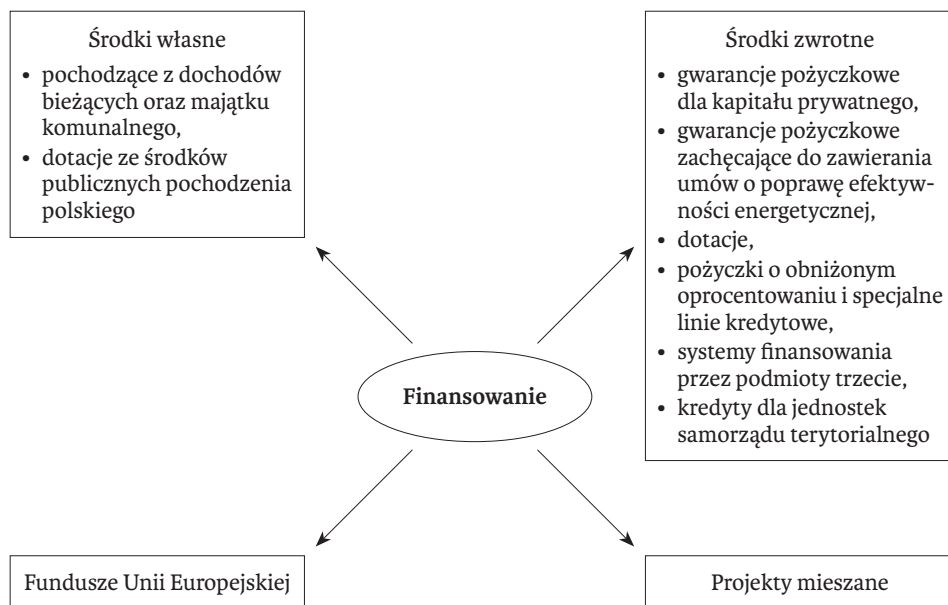 Środki własne
• pochodzące z dochodów
bieżących oraz majątku
komunalnego,
• dotacje ze środków
publicznych pochodzenia
polskiego
Środki zwrotne
• gwarancje pożyczkowe
dla kapitału prywatnego,
• gwarancje pożyczkowe
zachęcające do zawierania
umów o poprawę efektyw-
ności energetycznej,
• dotacje,
• pożyczki o obniżonym
oprocentowaniu i specjalne
linie kredytowe,
• systemy finansowania
przez podmioty trzecie,
• kredyty dla jednostek
samorządu terytorialnego
Finansowanie
Fundusze Unii Europejskiej
Projekty mieszane